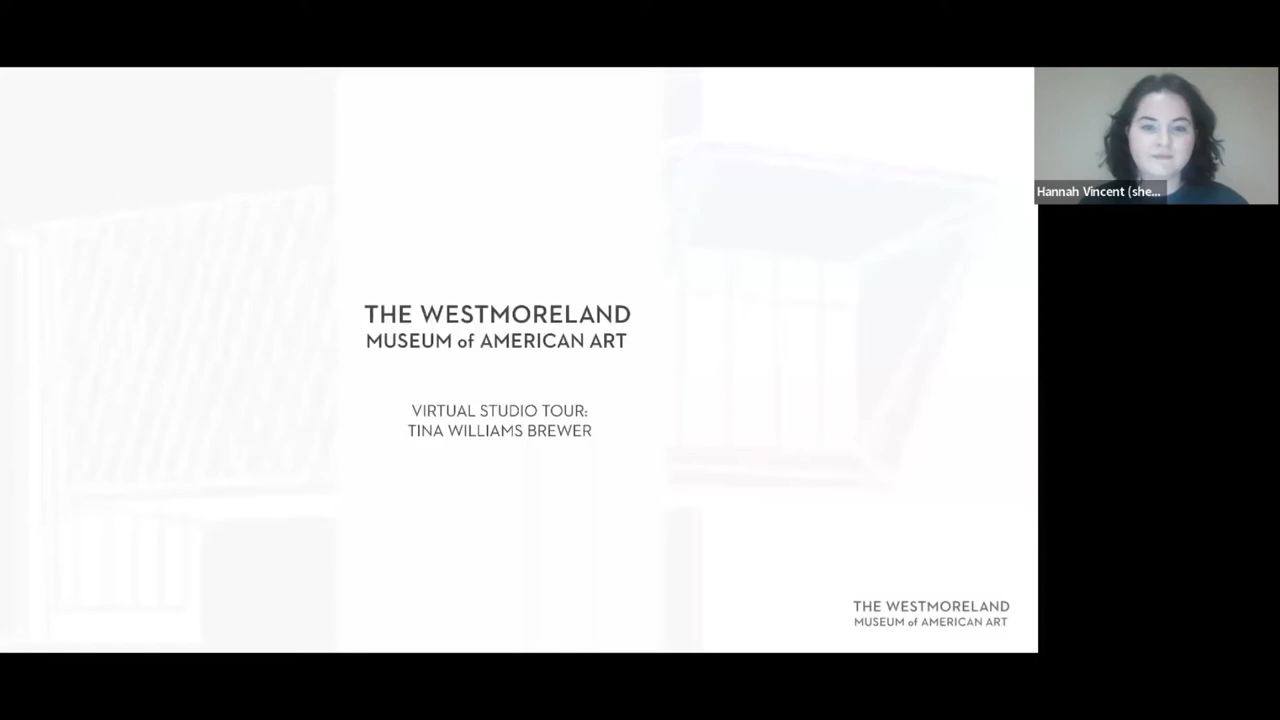 THE WESTMORELAND
MUSEUM of AMERICAN ART
VIRTUAL STUDIO TOUR:
TINA WILLIAMS BREWER
Hannah Vincent (she...
THE WESTMORELAND
MUSEUM of AMERICAN ART